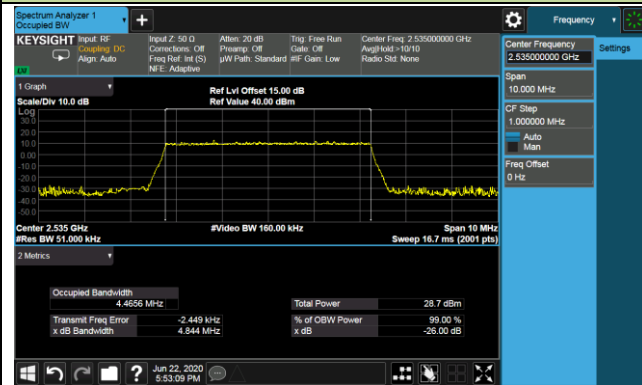 Spectrum Analyzer 1
Occupied BW
+
Frequency
KEYSIGHT
Input: RF
Coupling: DC
Align: Auto
Input Z: 50 Ω
Corrections: Off
Freq Ref: Int (S)
NFE: Adaptive
Atten: 20 dB
Preamp: Off
µW Path: Standard
Trig: Free Run
Gate: Off
#IF Gain: Low
Center Freq: 2.535000000 GHz
Avg|Hold:>10/10
Radio Std: None
LW
Center Frequency
2.535000000 GHz
Settings
Span
10.000 MHz
CF Step
1.000000 MHz
Auto
Man
Freq Offset
0 Hz
1 Graph
Scale/Div 10.0 dB
Ref Lvl Offset 15.00 dB
Ref Value 40.00 dBm
Log
30.0
20.0
10.0
0.00
-10.0
-20.0
-30.0
-40.0
-50.0
Center 2.535 GHz
#Res BW 51.000 kHz
#Video BW 160.00 kHz
Span 10 MHz
Sweep 16.7 ms (2001 pts)
2 Metrics
Occupied Bandwidth
4.4656 MHz
Total Power 28.7 dBm
Transmit Freq Error -2.449 kHz
% of OBW Power 99.00 %
x dB Bandwidth 4.844 MHz
x dB -26.00 dB
?
Jun 22, 2020
5:53:09 PM